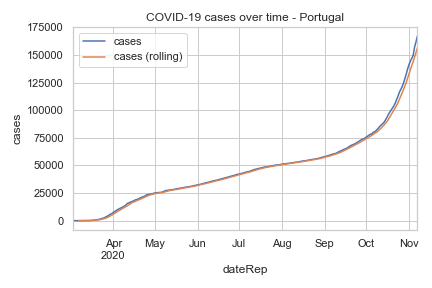 COVID-19 cases over time - Portugal
cases
cases (rolling)
175000
150000
125000
100000
75000
50000
25000
0
cases
Apr May Jun Jul Aug Sep Oct Nov
2020
dateRep